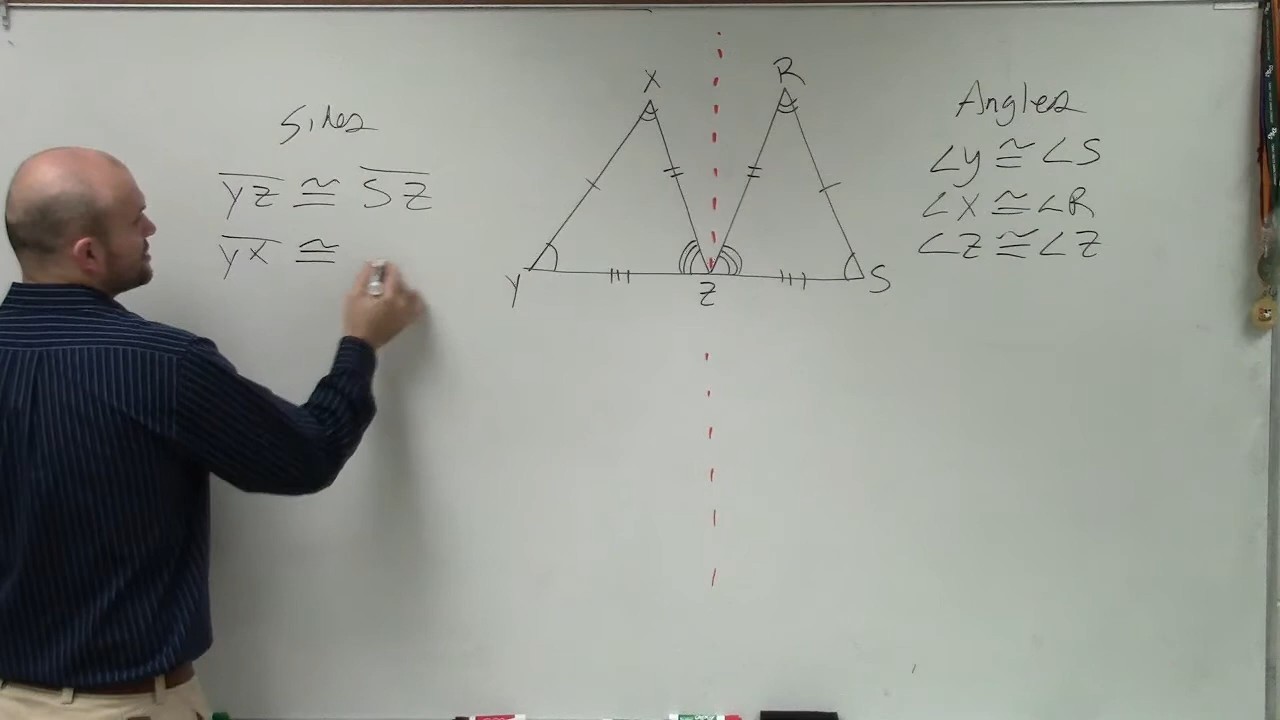 Sides
YZ ≅ SZ
YX ≅
X
R
Y
Z
S
Angles
∠Y ≅ ∠S
∠X ≅ ∠R
∠Z ≅ ∠Z